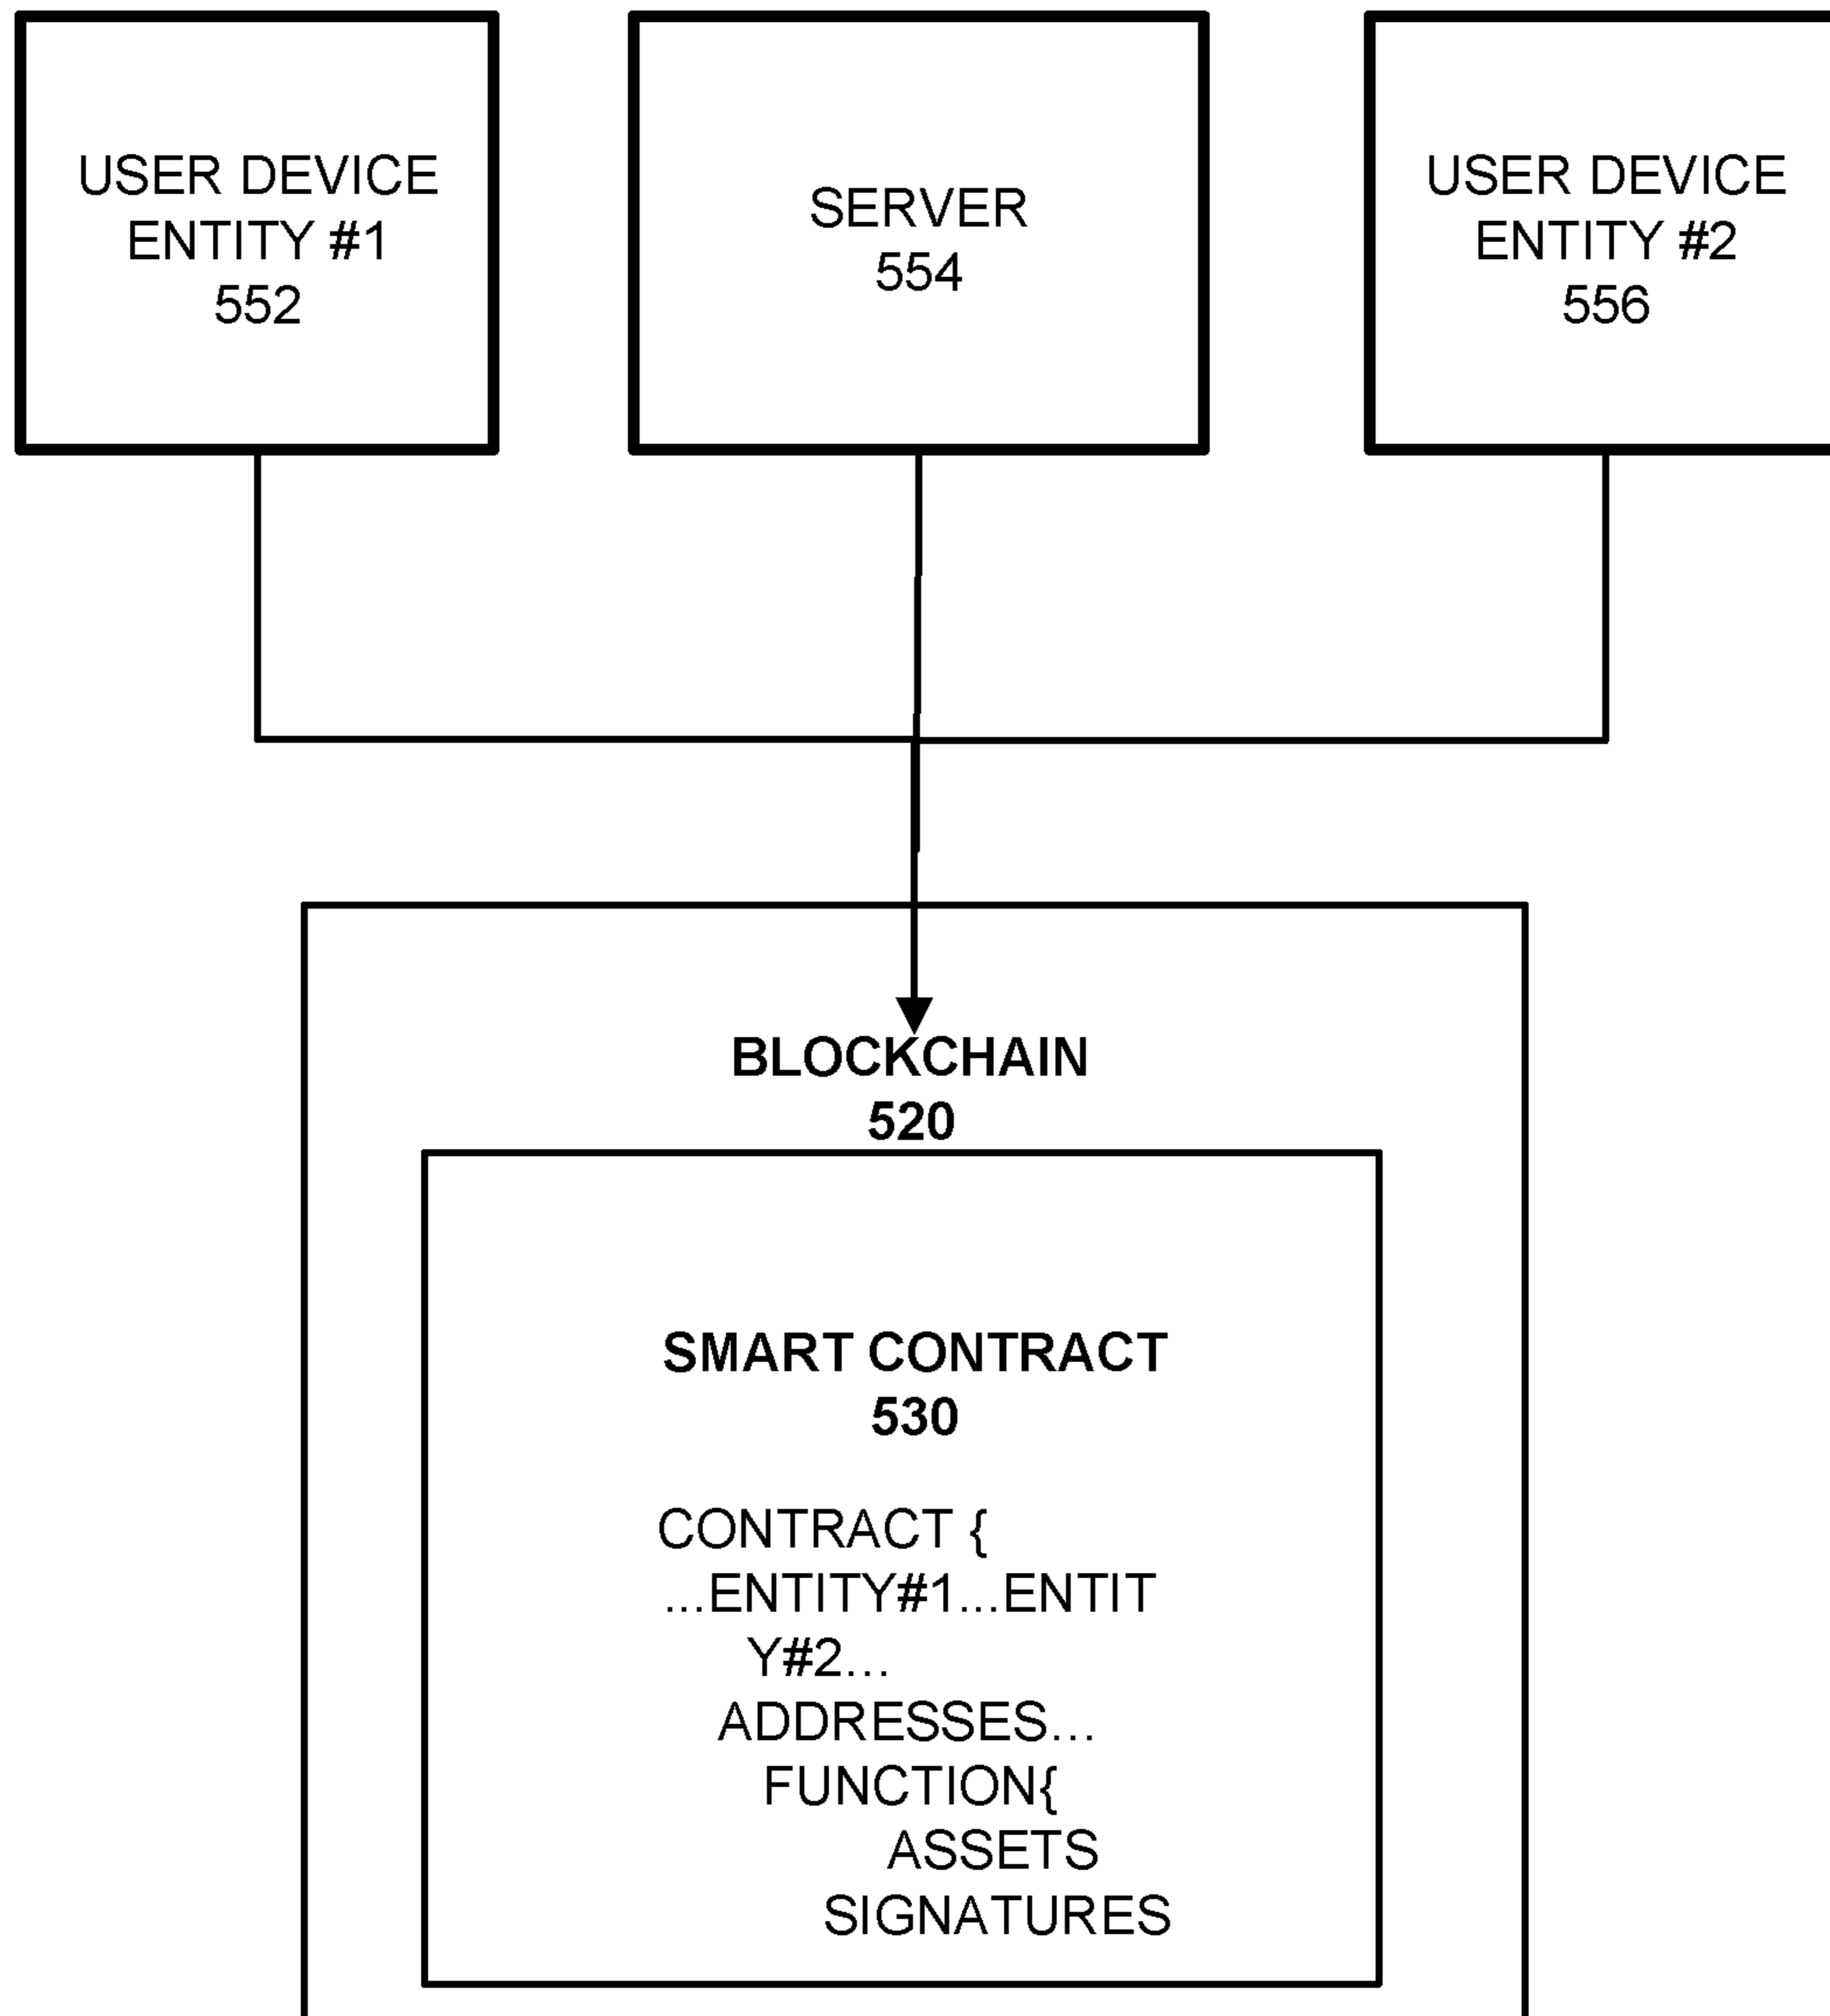 USER DEVICE
ENTITY #1
552
SERVER
554
USER DEVICE
ENTITY #2
556
BLOCKCHAIN
520
SMART CONTRACT
530
CONTRACT {
...ENTITY#1...ENTIT
Y#2...
ADDRESSES...
FUNCTION{
ASSETS
SIGNATURES